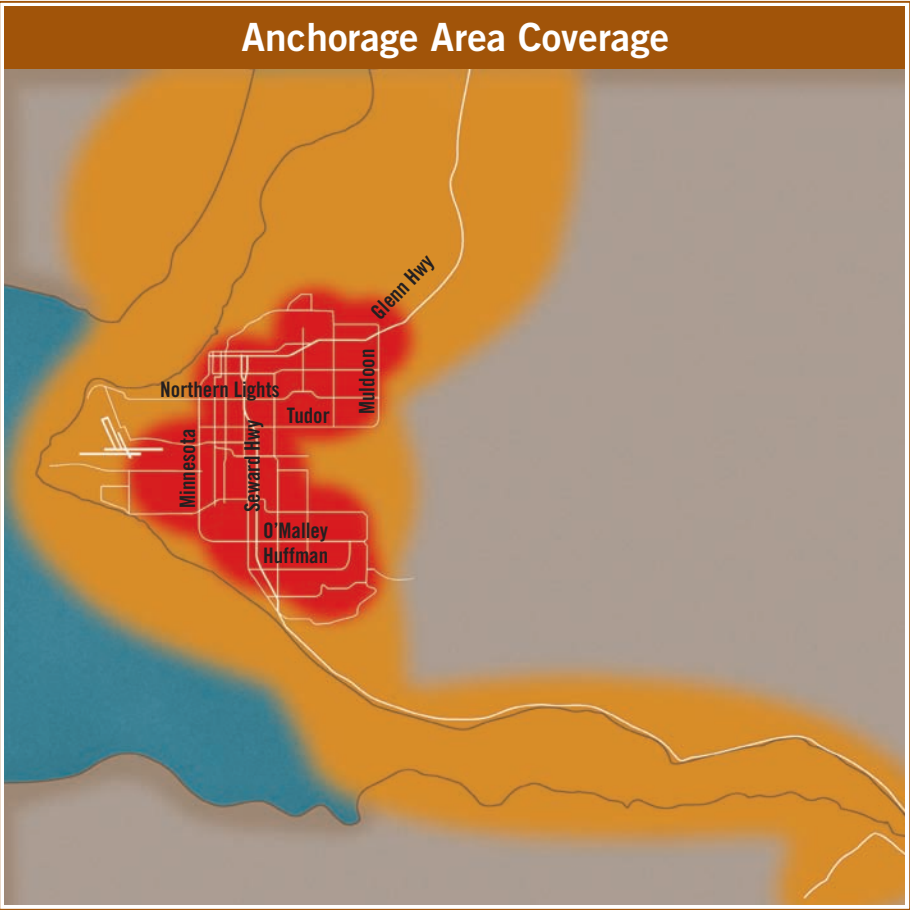 Anchorage Area Coverage
Glenn Hwy
Muldoon
Northern Lights
Tudor
Minnesota
Seward Hwy
O'Malley
Huffman